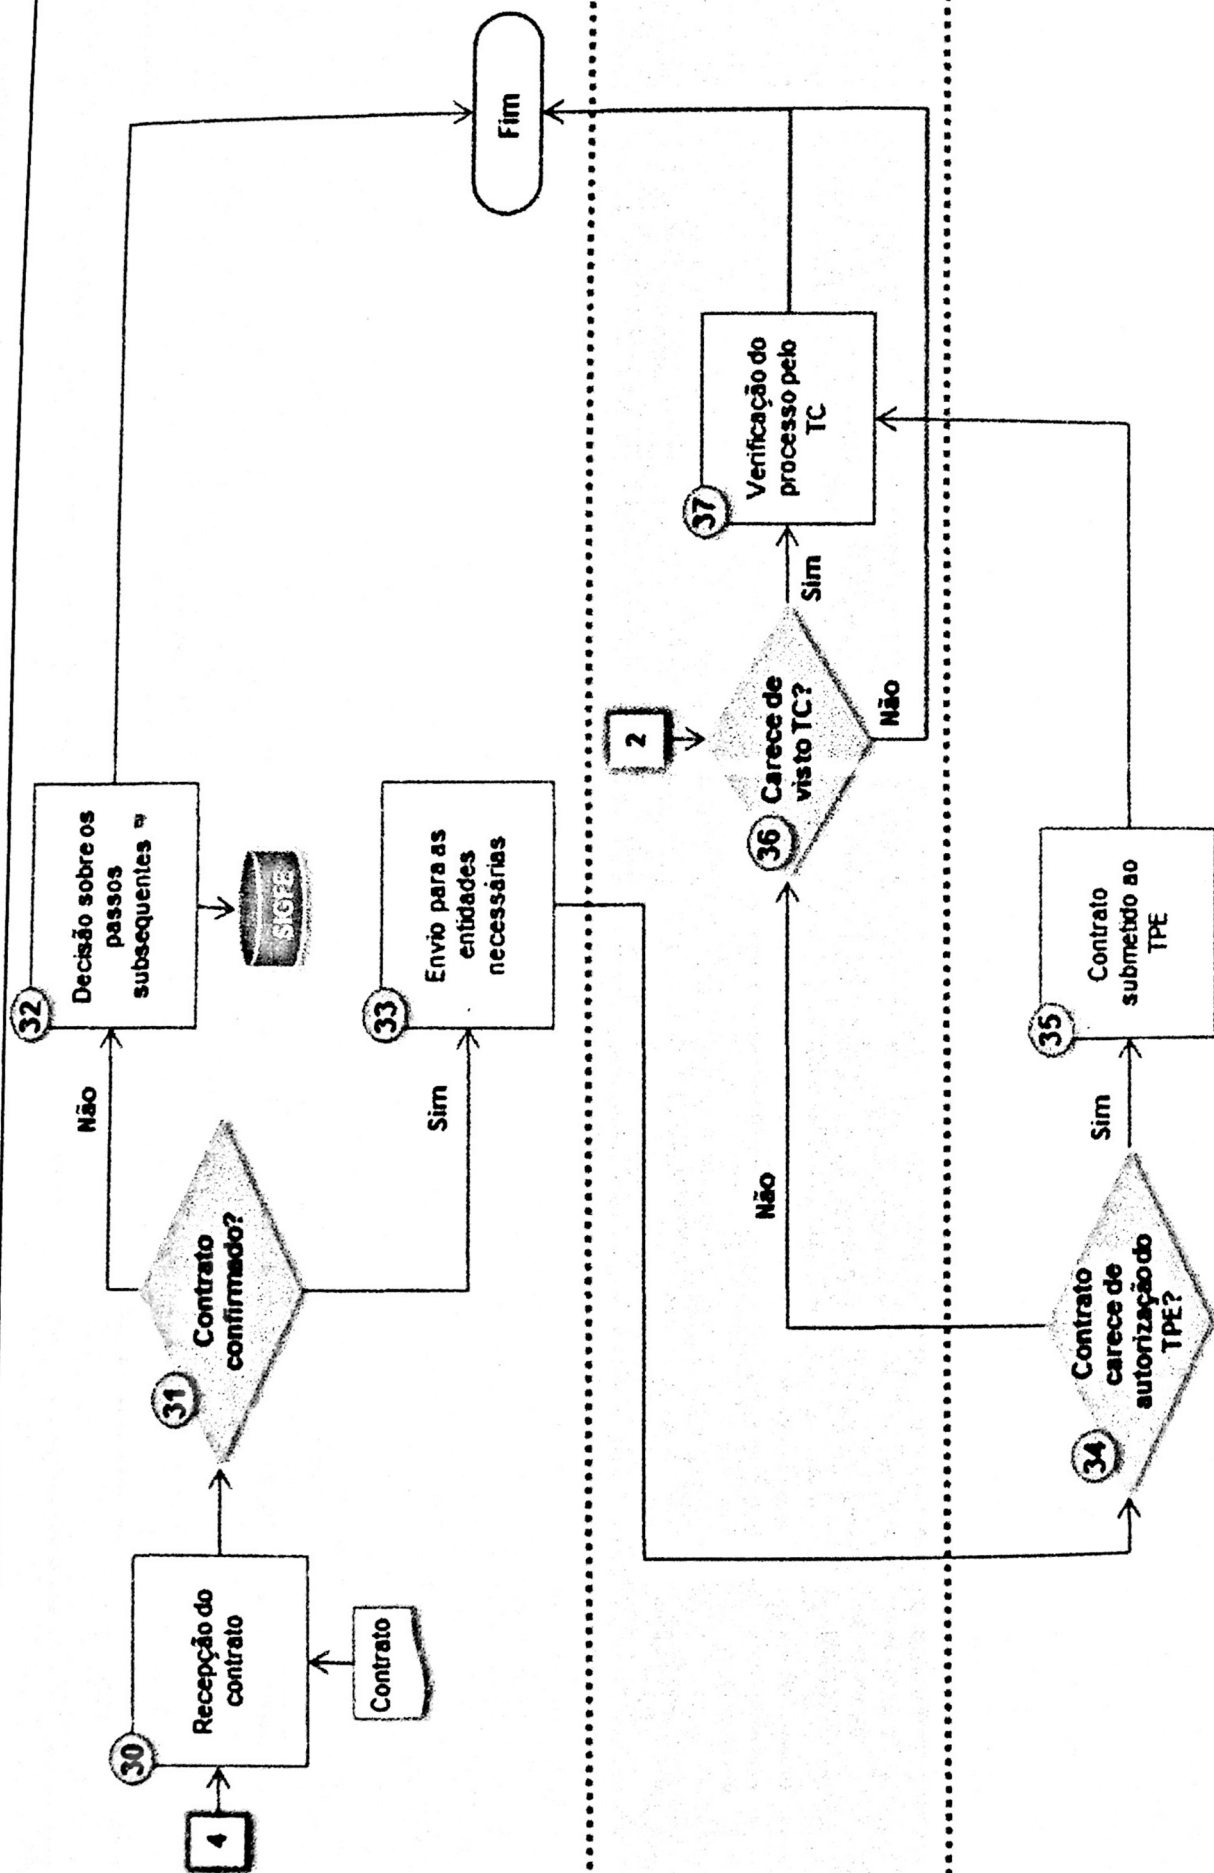 4
30
Recepção do
contrato
Contrato
31
Contrato
confirmado?
Não
Sim
32
Decisão sobre os
passos
subsequentes
SIGFE
33
Envio para as
entidades
necessárias
Fim
2
36
Carece de
visto TC?
Sim
Não
37
Verificação do
processo pelo
TC
34
Contrato
carece de
autorização do
TPE?
Não
Sim
35
Contrato
submetido ao
TPE